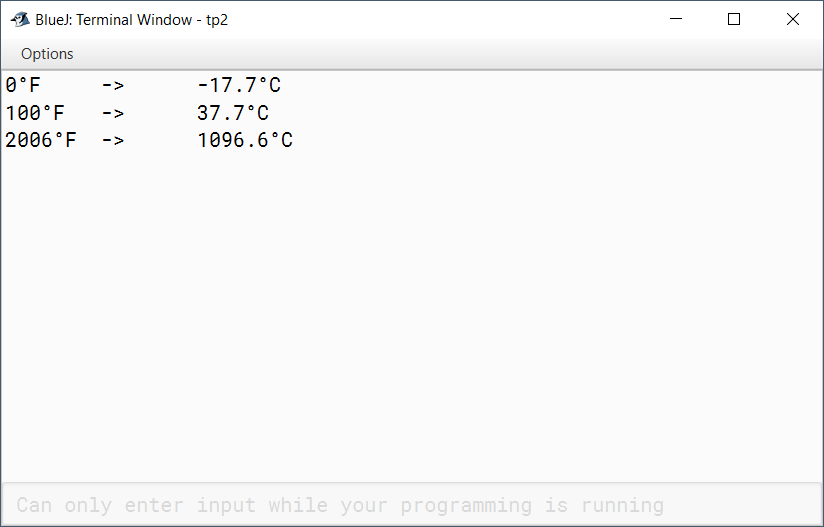 BlueJ: Terminal Window - tp2
Options
0°F -> -17.7°C
100°F -> 37.7°C
2006°F -> 1096.6°C
Can only enter input while your programming is running